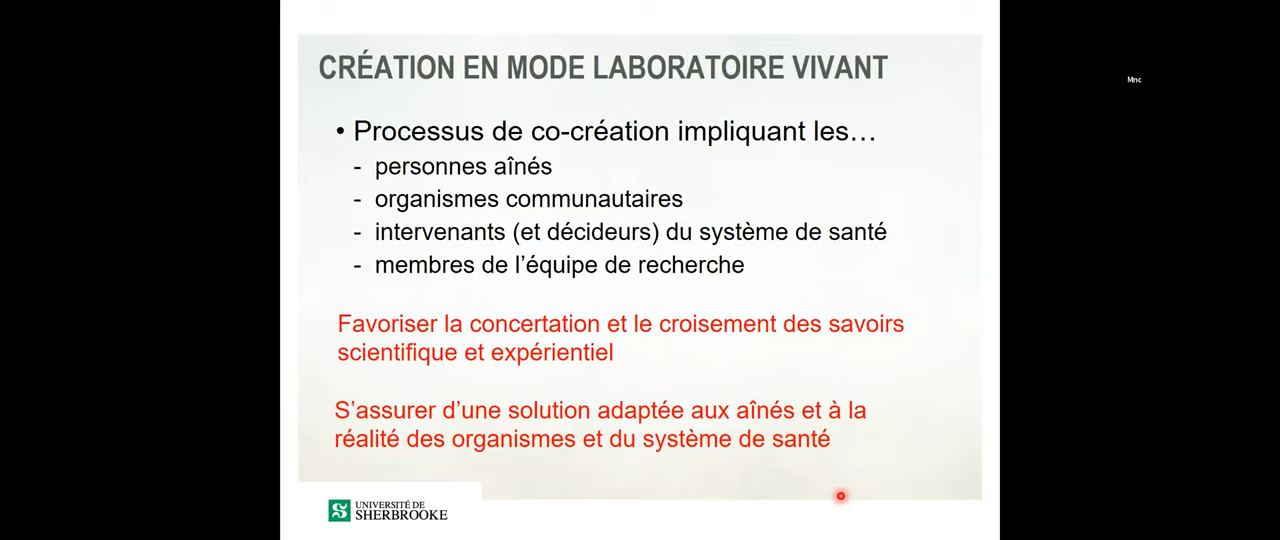 CRÉATION EN MODE LABORATOIRE VIVANT
Mnc
• Processus de co-création impliquant les…
- personnes aînés
- organismes communautaires
- intervenants (et décideurs) du système de santé
- membres de l’équipe de recherche
Favoriser la concertation et le croisement des savoirs
scientifique et expérientiel
S’assurer d’une solution adaptée aux aînés et à la
réalité des organismes et du système de santé
UNIVERSITÉ DE
SHERBROOKE